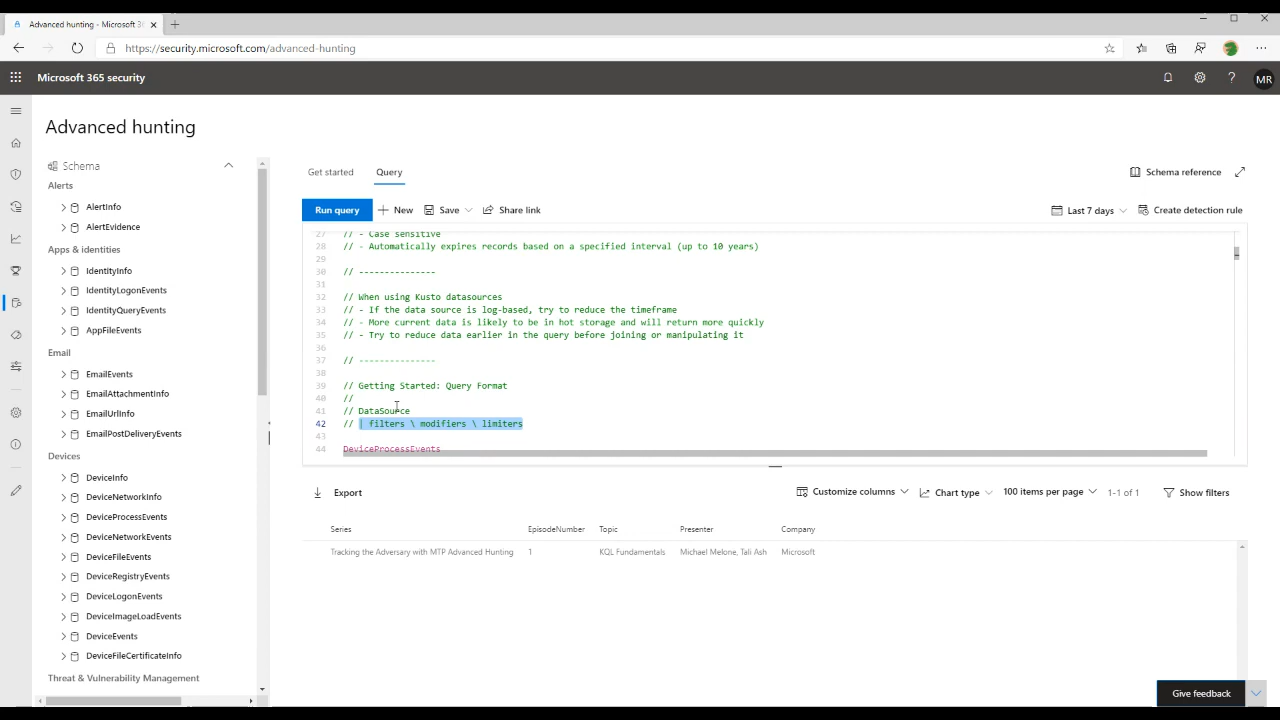 Advanced hunting - Microsoft 36
https://security.microsoft.com/advanced-hunting
Microsoft 365 security
MR
Advanced hunting
Schema
Alerts
AlertInfo
AlertEvidence
Apps & identities
IdentityInfo
IdentityLogonEvents
IdentityQueryEvents
AppFileEvents
Email
EmailEvents
EmailAttachmentInfo
EmailUrlInfo
EmailPostDeliveryEvents
Devices
DeviceInfo
DeviceNetworkInfo
DeviceProcessEvents
DeviceNetworkEvents
DeviceFileEvents
DeviceRegistryEvents
DeviceLogonEvents
DeviceImageLoadEvents
DeviceEvents
DeviceFileCertificateInfo
Threat & Vulnerability Management
Get started Query Schema reference
Run query New Save Share link Last 7 days Create detection rule
27 // - Case sensitive
28 // - Automatically expires records based on a specified interval (up to 10 years)
29
30 // ---------------
31
32 // When using Kusto datasources
33 // - If the data source is log-based, try to reduce the timeframe
34 // - More current data is likely to be in hot storage and will return more quickly
35 // - Try to reduce data earlier in the query before joining or manipulating it
36
37 // ---------------
38
39 // Getting Started: Query Format
40 //
41 // DataSource
42 // | filters \ modifiers \ limiters
43
44 DeviceProcessEvents
Export Customize columns Chart type 100 items per page 1-1 of 1 Show filters
Series EpisodeNumber Topic Presenter Company
Tracking the Adversary with MTP Advanced Hunting 1 KQL Fundamentals Michael Melone, Tali Ash Microsoft
Give feedback